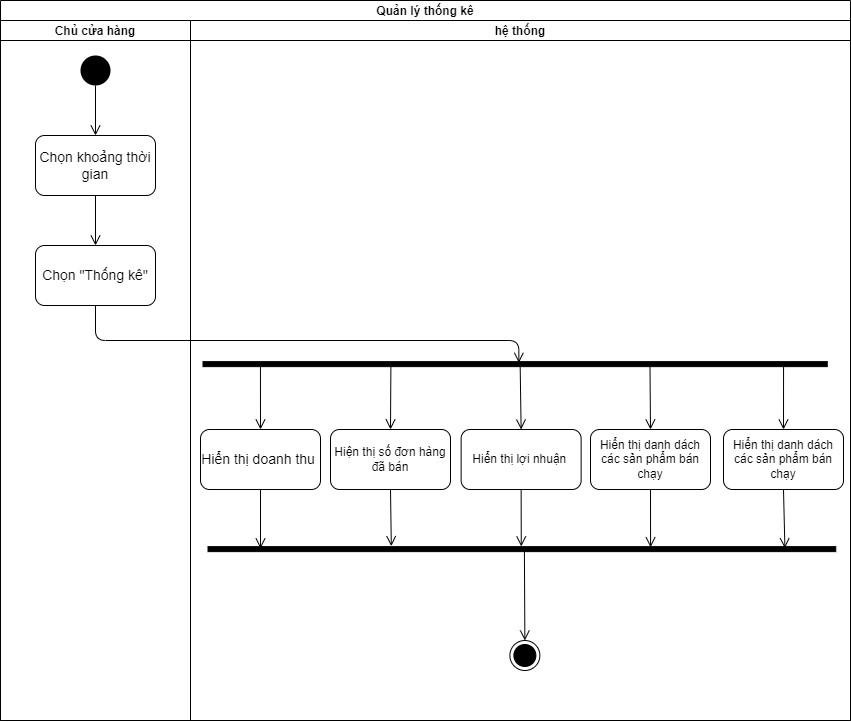 Quản lý thống kê
Chủ cửa hàng
hệ thống
Chọn khoảng thời
gian
Chọn "Thống kê"
Hiển thị doanh thu
Hiện thị số đơn hàng
đã bán
Hiển thị lợi nhuận
Hiển thị danh dách
các sản phẩm bán
chạy
Hiển thị danh dách
các sản phẩm bán
chạy